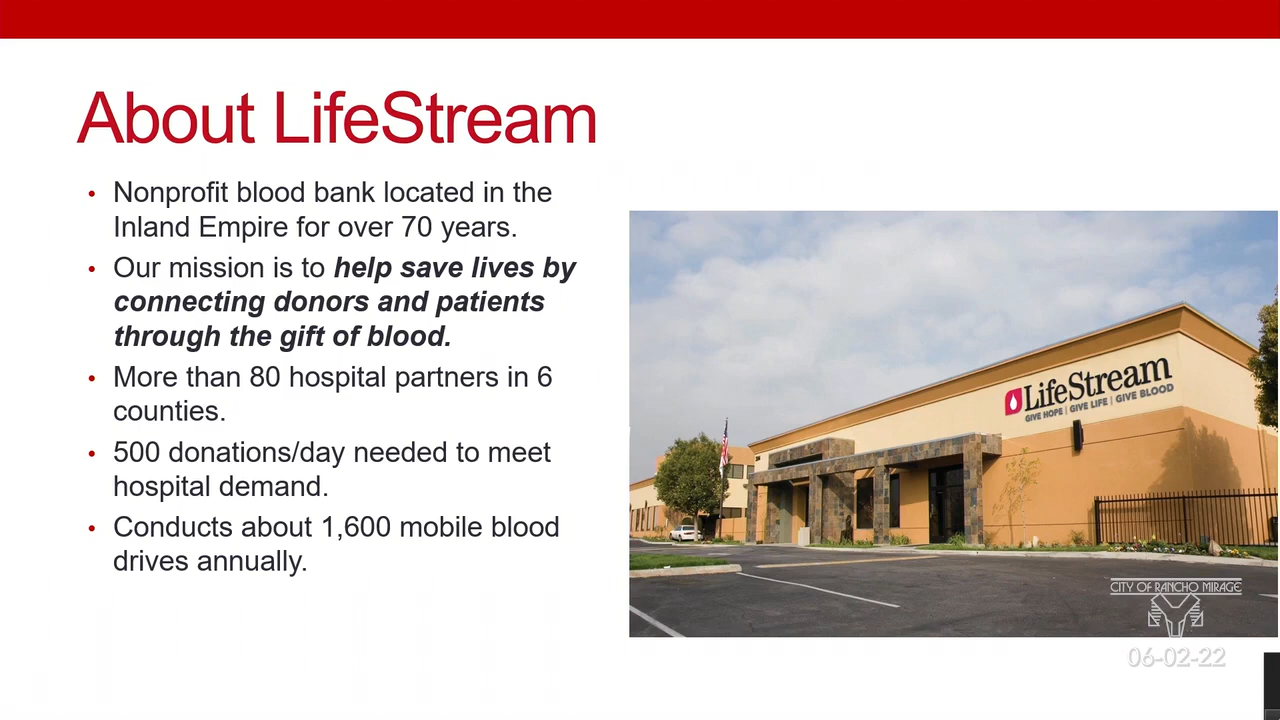 About LifeStream
• Nonprofit blood bank located in the
Inland Empire for over 70 years.
• Our mission is to help save lives by
connecting donors and patients
through the gift of blood.
• More than 80 hospital partners in 6
counties.
• 500 donations/day needed to meet
hospital demand.
• Conducts about 1,600 mobile blood
drives annually.
LifeStream
GIVE HOPE | GIVE LIFE | GIVE BLOOD
CITY OF RANCHO MIRAGE
06-02-22